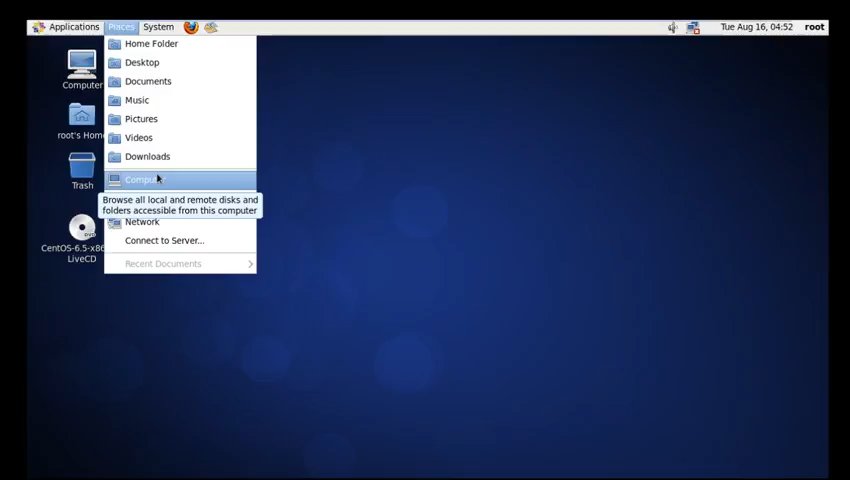 Applications Places System Tue Aug 16, 04:52 root
Home Folder
Desktop
Documents
Music
Pictures
Videos
Downloads
Computer
Browse all local and remote disks and
folders accessible from this computer
Network
Connect to Server...
Recent Documents
Computer
root's Home
Trash
CentOS-6.5-x86
LiveCD